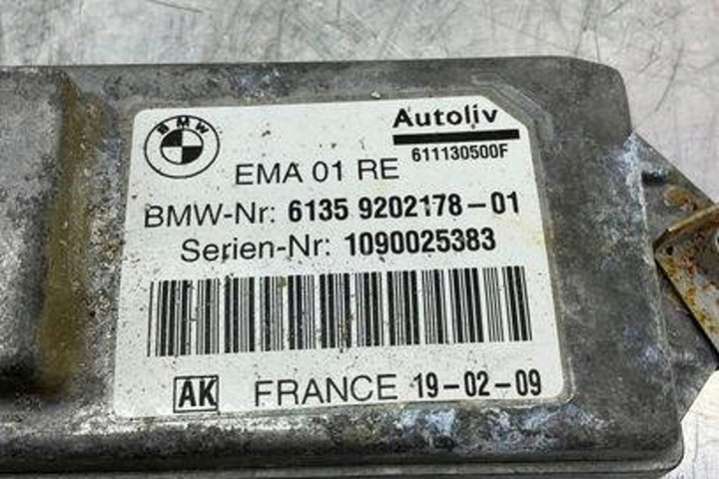 BMW
Autoliv
611130500F
EMA 01 RE
BMW-Nr: 6135 9202178-01
Serien-Nr: 1090025383
AK FRANCE 19-02-09